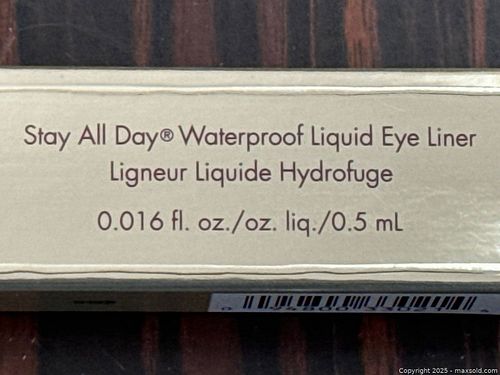 Stay All Day® Waterproof Liquid Eye Liner
Ligneur Liquide Hydrofuge
0.016 fl. oz./oz. liq./0.5 mL
Copyright 2025 - maxsold.com